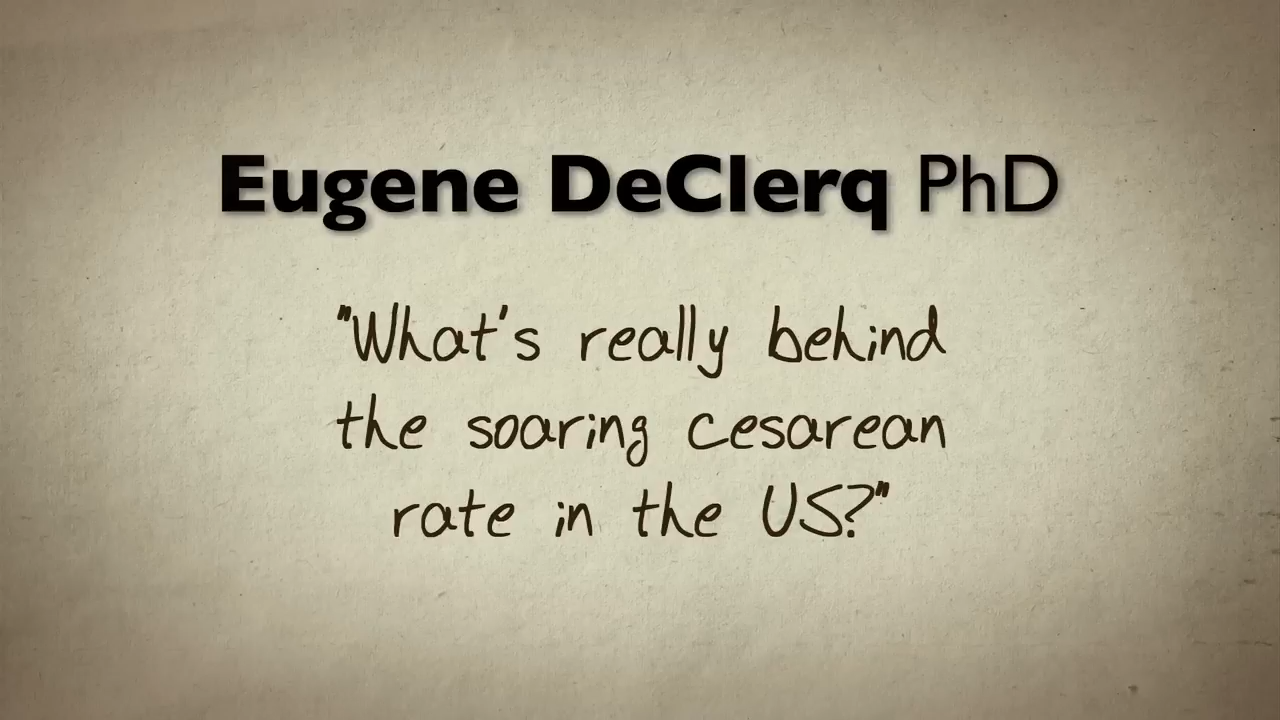 Eugene DeClerq PhD
"What's really behind
the soaring cesarean
rate in the US?"